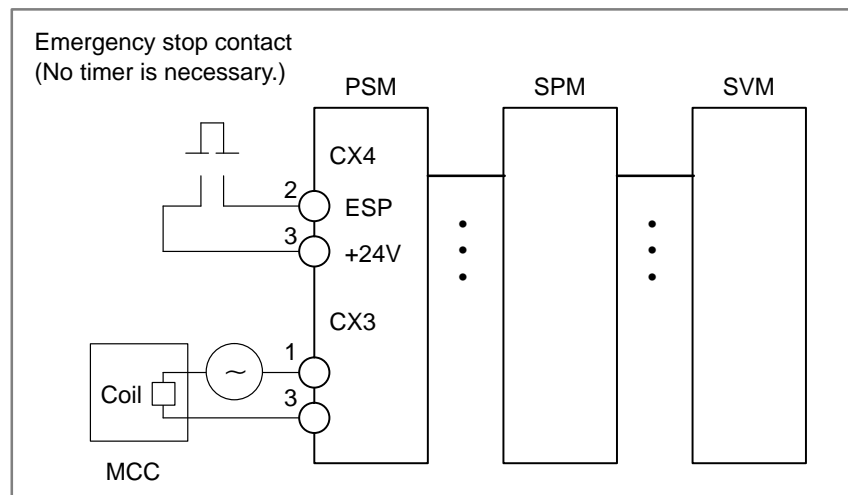 Emergency stop contact
(No timer is necessary.)
PSM
SPM
SVM
CX4
2
ESP
3
+24V
CX3
1
~
Coil
3
MCC